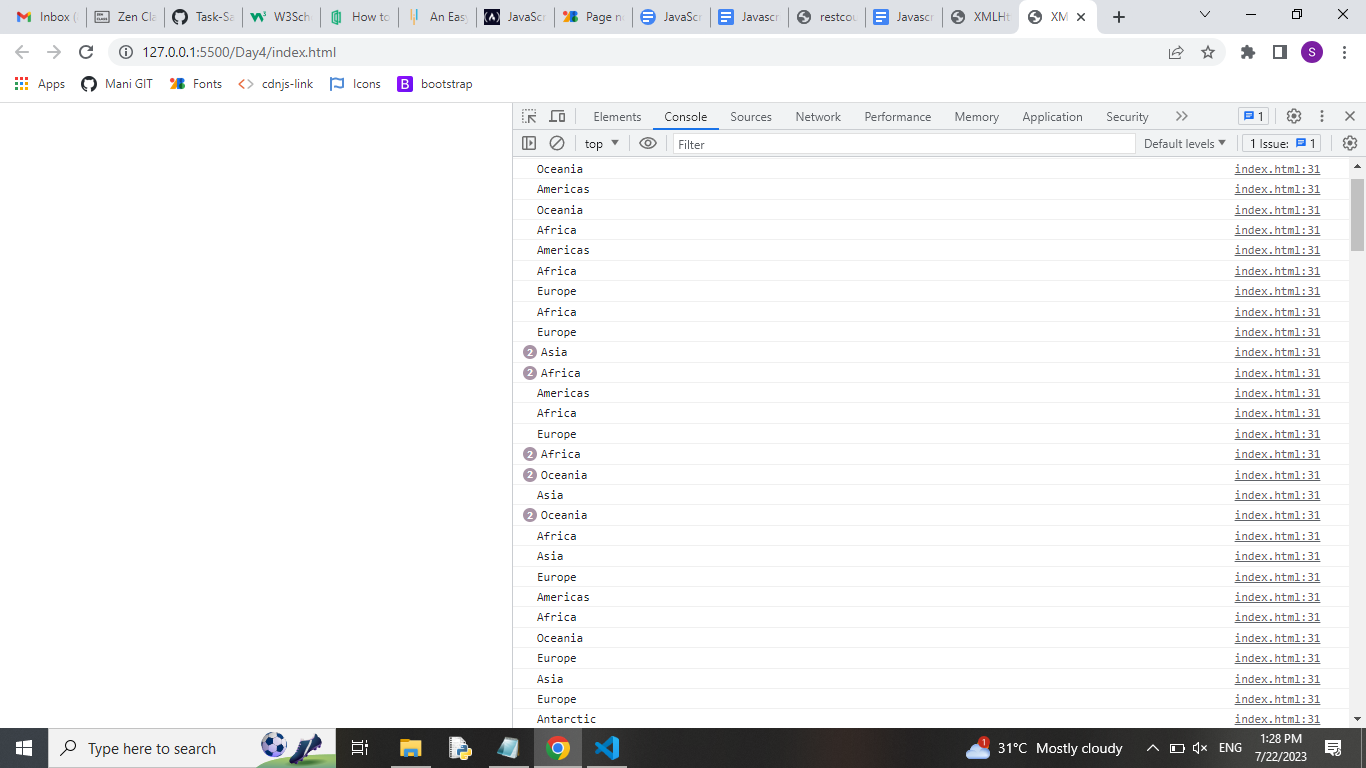 Inbox ( Zen Cla Task-Sa W3Sch How to An Eas JavaScr Page n JavaScr Javascr restcou Javascr XMLHt XM
127.0.0.1:5500/Day4/index.html S
Apps Mani GIT Fonts cdnjs-link Icons B bootstrap
Elements Console Sources Network Performance Memory Application Security 1
top Filter Default levels 1 Issue: 1
Oceania index.html:31
Americas index.html:31
Oceania index.html:31
Africa index.html:31
Americas index.html:31
Africa index.html:31
Europe index.html:31
Africa index.html:31
Europe index.html:31
2 Asia index.html:31
2 Africa index.html:31
Americas index.html:31
Africa index.html:31
Europe index.html:31
2 Africa index.html:31
2 Oceania index.html:31
Asia index.html:31
2 Oceania index.html:31
Africa index.html:31
Asia index.html:31
Europe index.html:31
Americas index.html:31
Africa index.html:31
Oceania index.html:31
Europe index.html:31
Asia index.html:31
Europe index.html:31
Antarctic index.html:31
Type here to search 1 31°C Mostly cloudy ENG 1:28 PM
7/22/2023